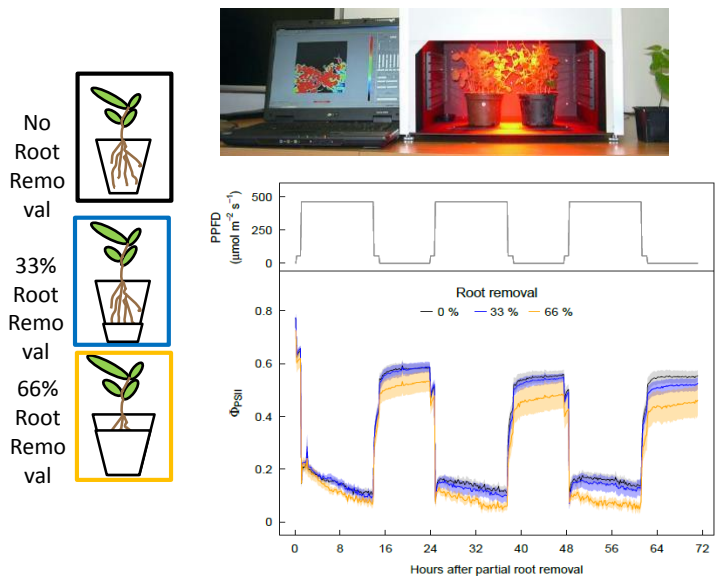 No
Root
Remo
val
33%
Root
Remo
val
66%
Root
Remo
val
PPFD
(μmol m⁻² s⁻¹)
500
250
0
Root removal
0 % 33 % 66 %
ΦPSII
0.8
0.6
0.4
0.2
0
0 8 16 24 32 40 48 56 64 72
Hours after partial root removal